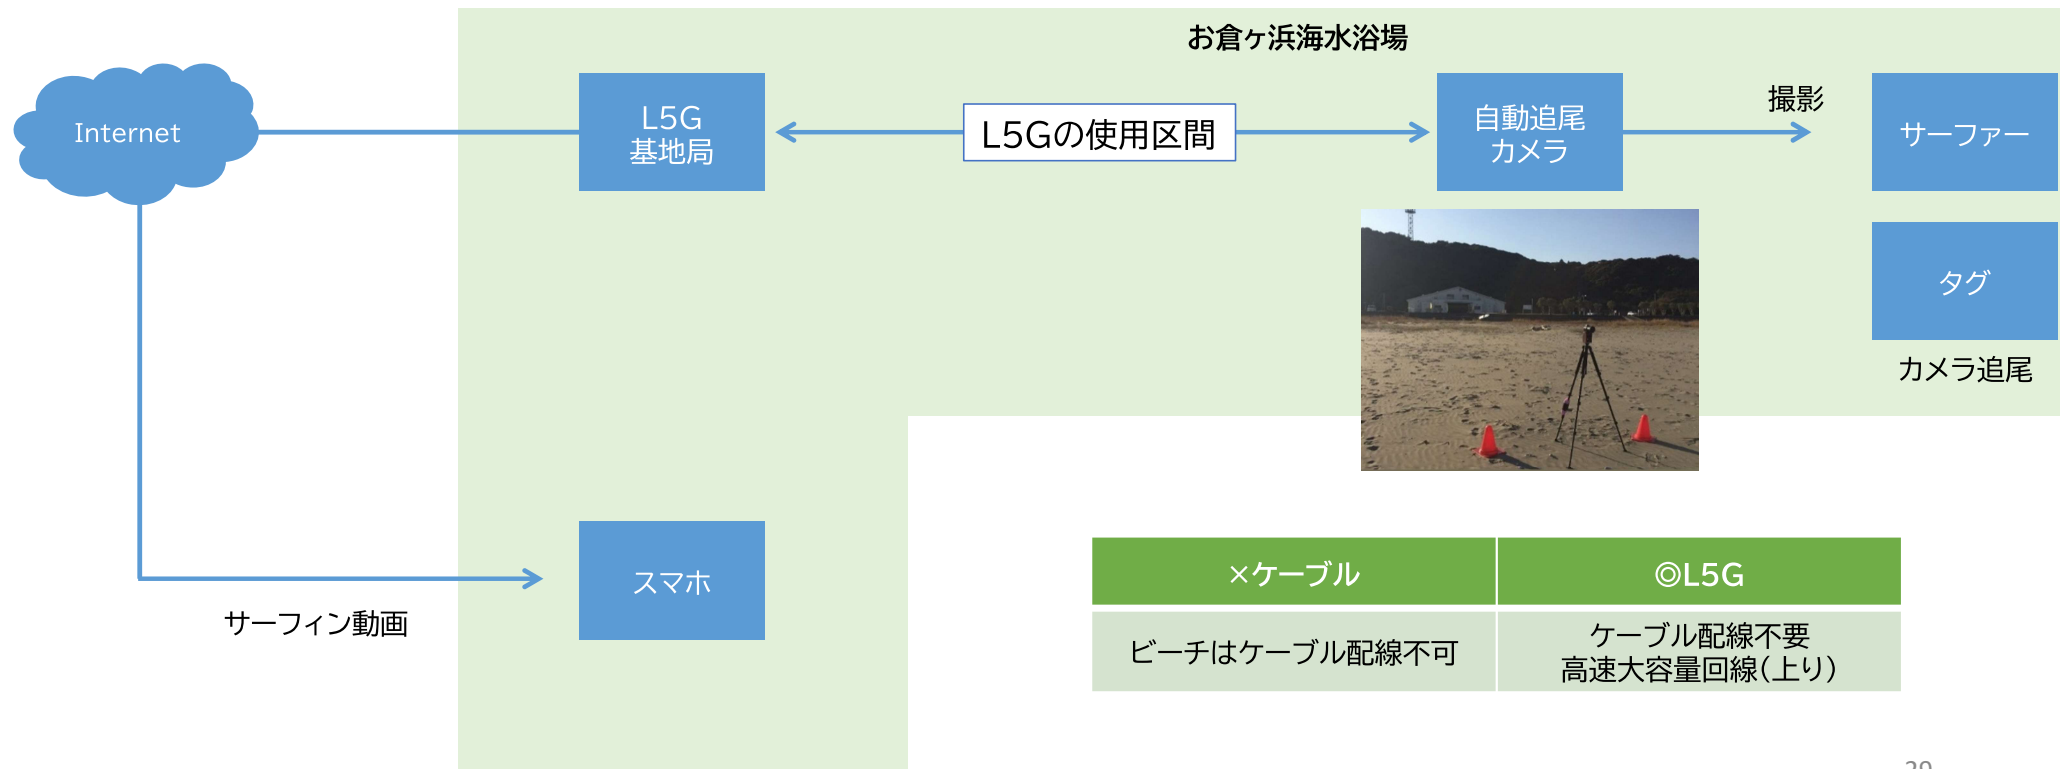 お倉ヶ浜海水浴場
Internet
L5G
基地局
L5Gの使用区間
自動追尾
カメラ
撮影
サーファー
タグ
カメラ追尾
スマホ
サーフィン動画
×ケーブル
◎L5G
ビーチはケーブル配線不可
ケーブル配線不要
高速大容量回線(上り)